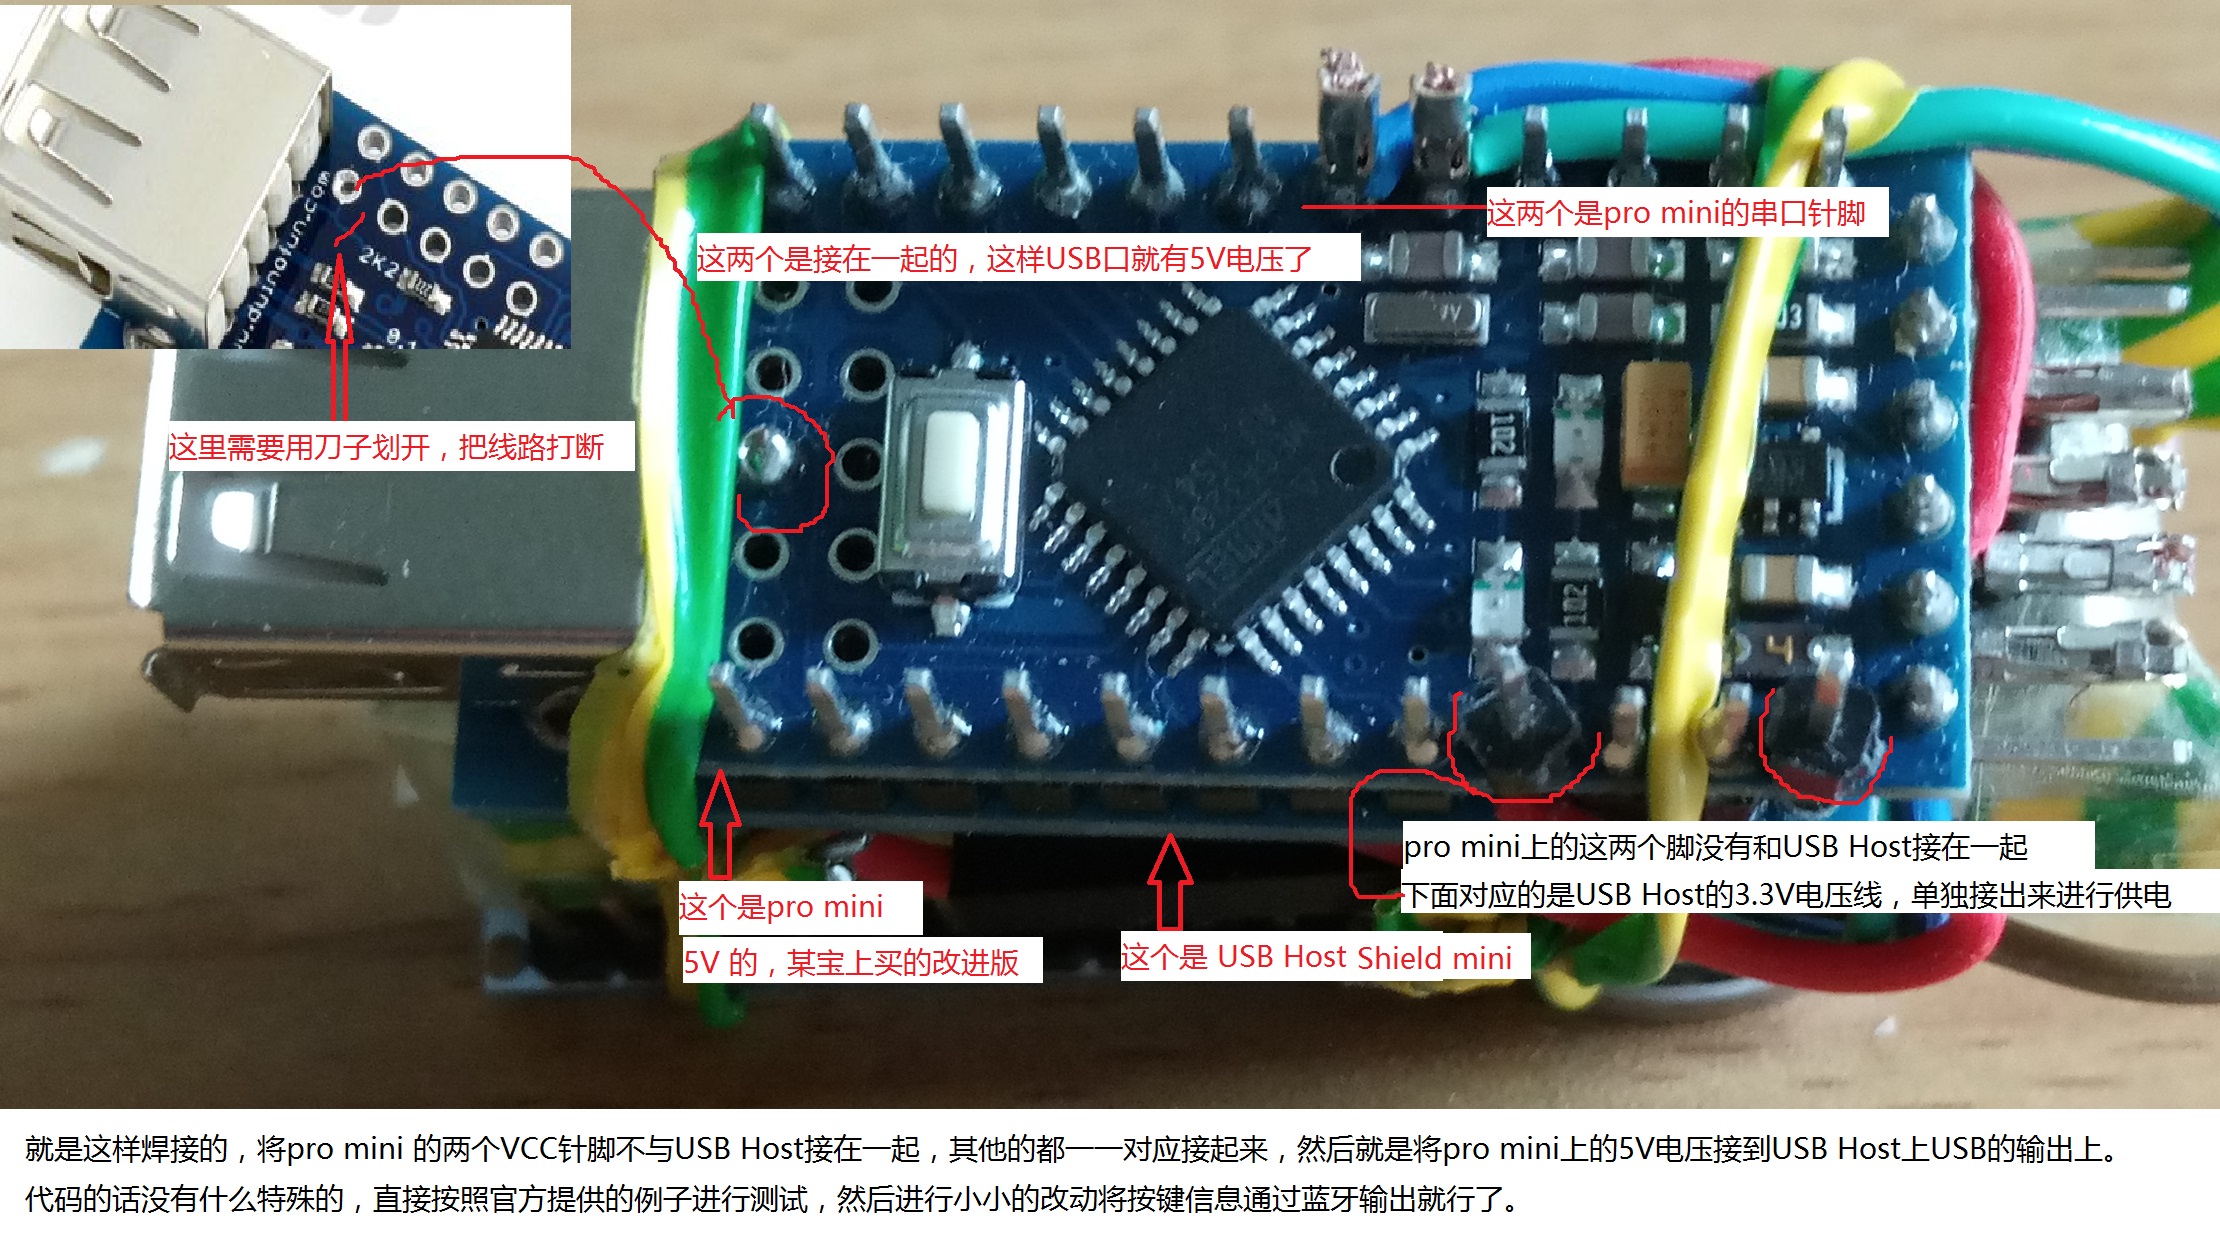 www.duinofun.com
2K2
这两个是pro mini的串口针脚
这两个是接在一起的，这样USB口就有5V电压了
这里需要用刀子划开，把线路打断
102
102
4
pro mini上的这两个脚没有和USB Host接在一起
下面对应的是USB Host的3.3V电压线，单独接出来进行供电
这个是pro mini
5V 的，某宝上买的改进版
这个是 USB Host Shield mini
就是这样焊接的，将pro mini 的两个VCC针脚不与USB Host接在一起，其他的都一一对应接起来，然后就是将pro mini上的5V电压接到USB Host上USB的输出上。
代码的话没有什么特殊的，直接按照官方提供的例子进行测试，然后进行小小的改动将按键信息通过蓝牙输出就行了。